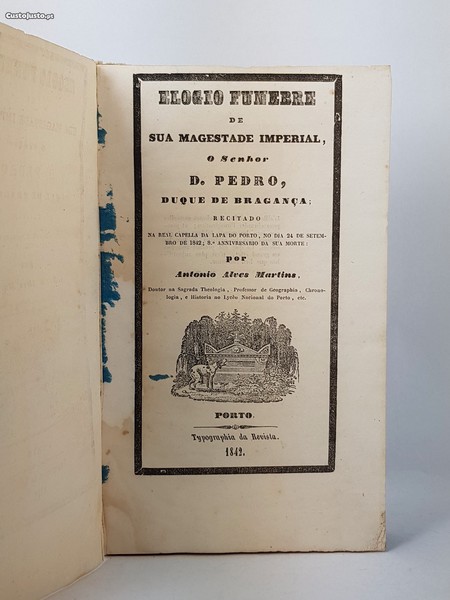 CustoJusto.pt
ELOGIO FUNEBRE
DE
SUA MAGESTADE IMPERIAL,
O Senhor
D. PEDRO,
DUQUE DE BRAGANÇA;
RECITADO
NA REAL CAPELLA DA LAPA DO PORTO, NO DIA 24 DE SETEM-
BRO DE 1842; 8.º ANNIVERSARIO DA SUA MORTE:
por
Antonio Alves Martins,
Doutor na Sagrada Theologia, Professor de Geographia, Chrono-
logia, e Historia no Lycêu Nacional do Porto, etc.
PORTO.
Typographia da Revista.
1842.